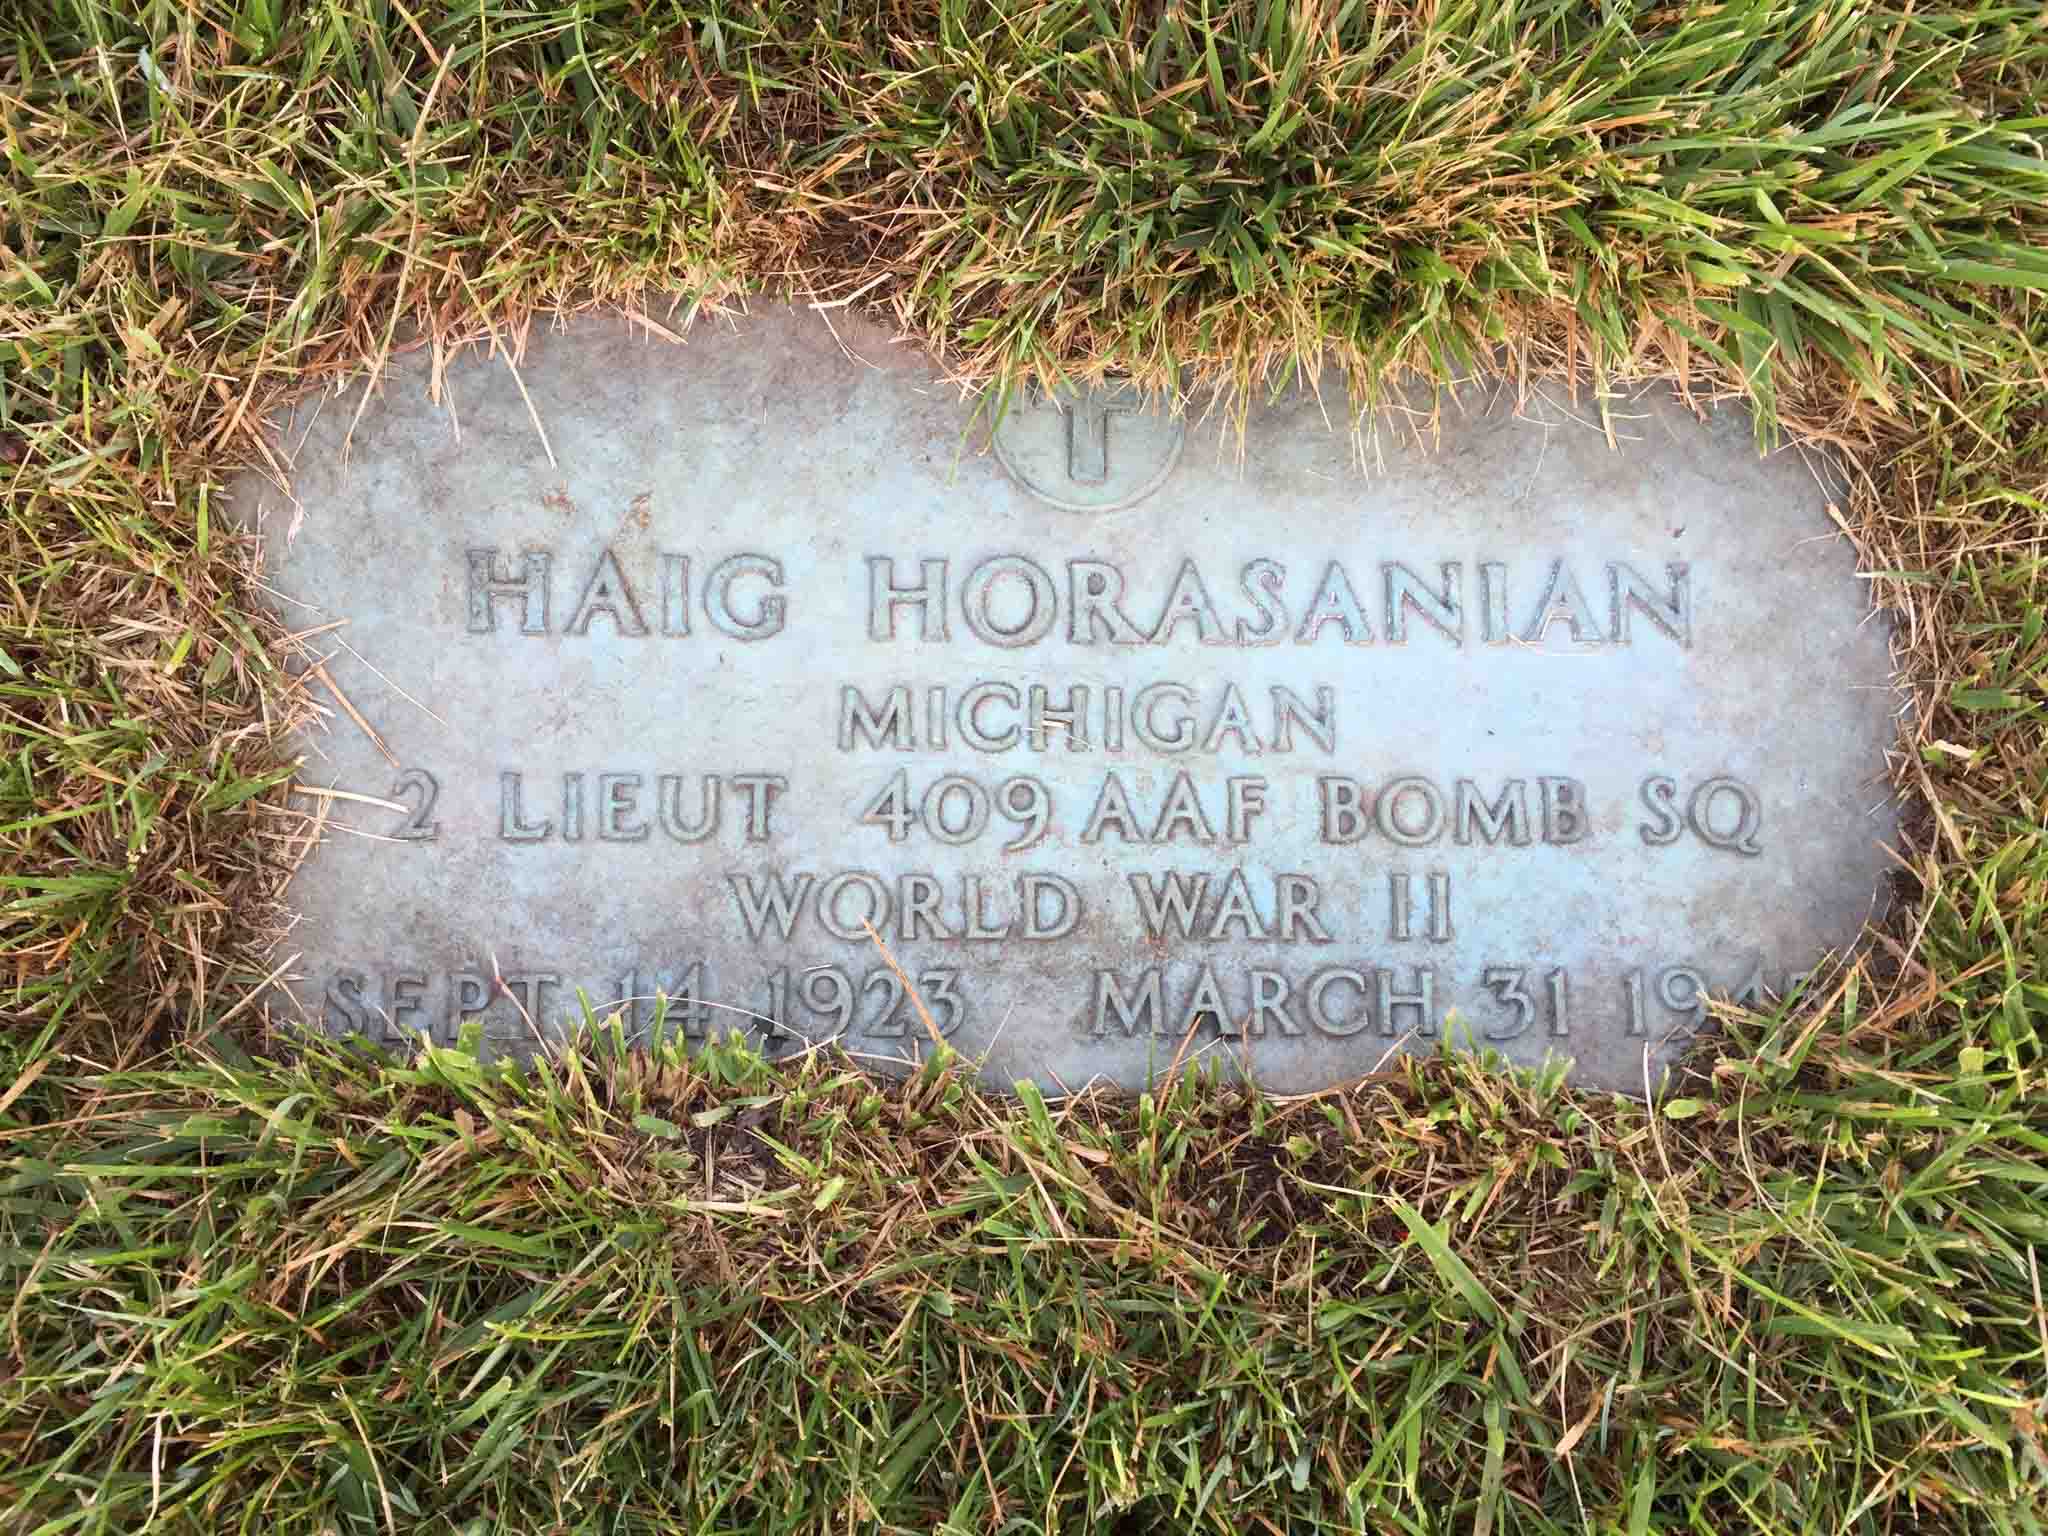 HAIG HORASANIAN
MICHIGAN
2 LIEUT 409 AAF BOMB SQ
WORLD WAR II
SEPT 14 1923 MARCH 31